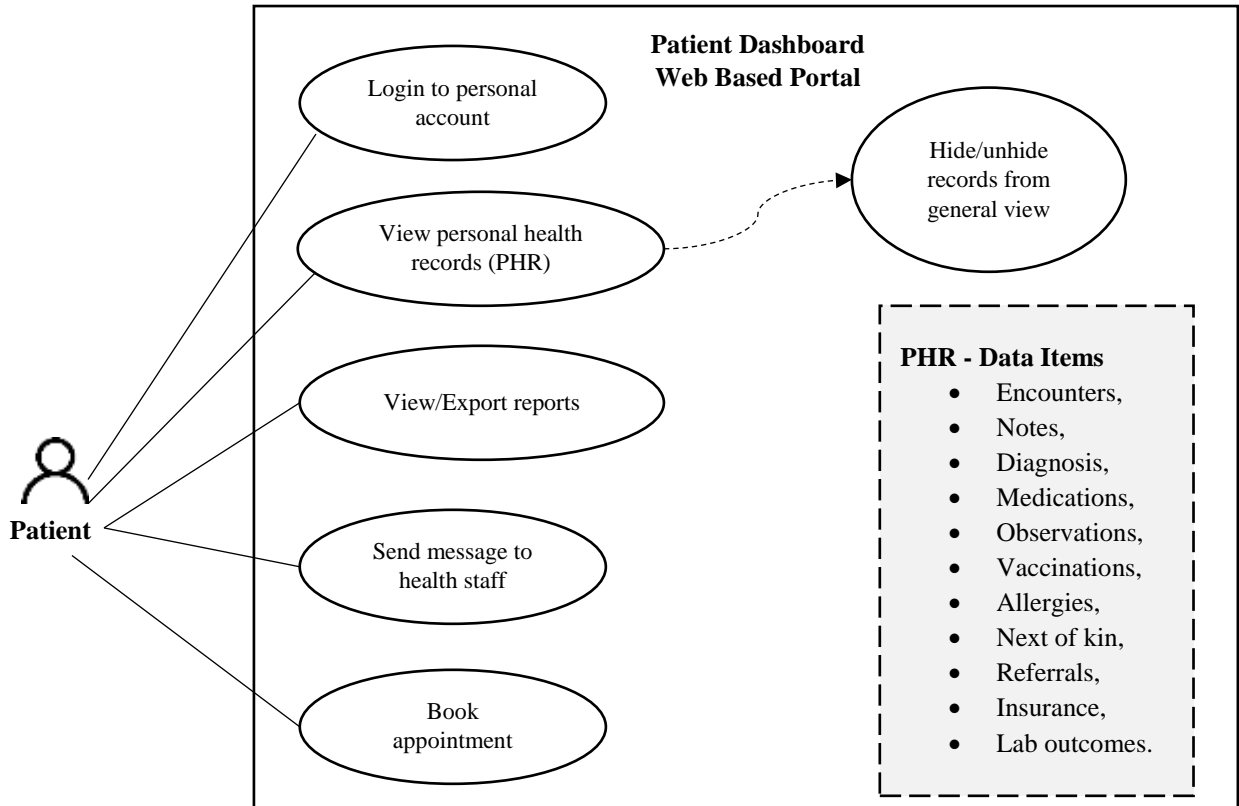 Patient Dashboard
Web Based Portal
Login to personal
account
Hide/unhide
records from
general view
View personal health
records (PHR)
View/Export reports
Patient
Send message to
health staff
Book
appointment
PHR - Data Items
• Encounters,
• Notes,
• Diagnosis,
• Medications,
• Observations,
• Vaccinations,
• Allergies,
• Next of kin,
• Referrals,
• Insurance,
• Lab outcomes.